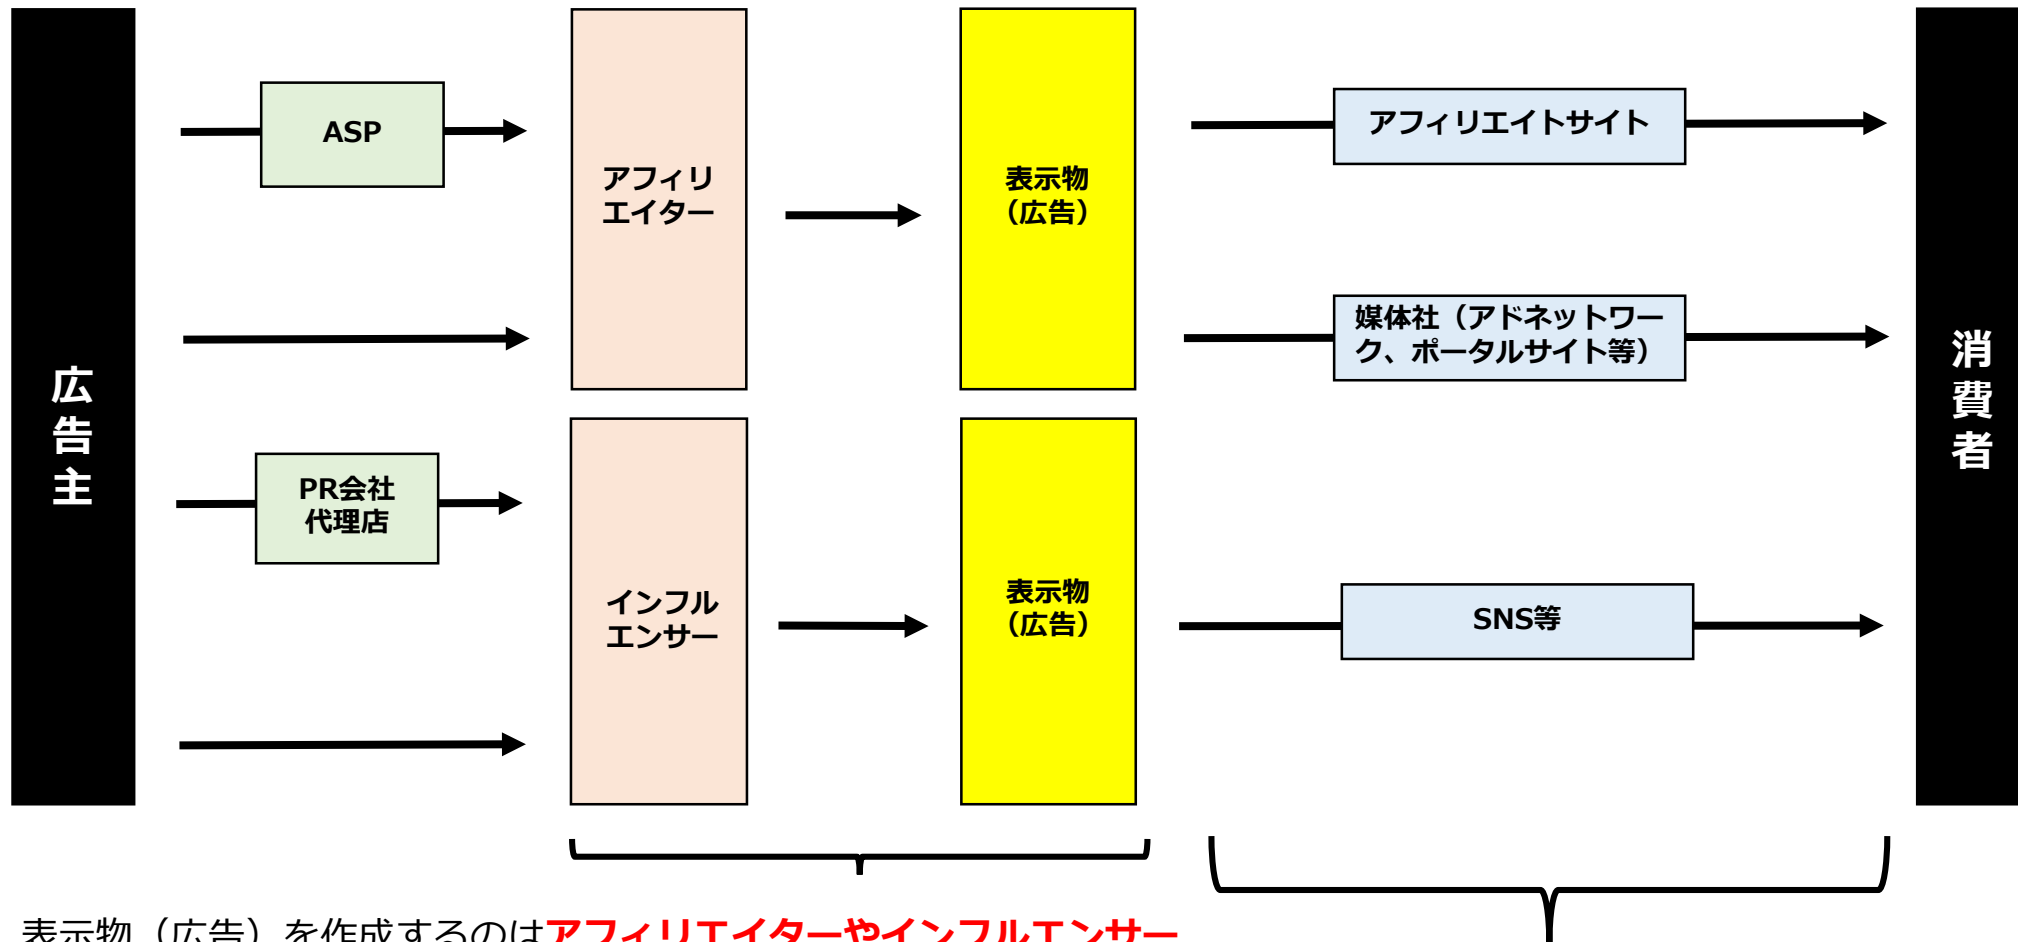 広告主
ASP
PR会社
代理店
アフィリ
エイター
インフル
エンサー
表示物
（広告）
表示物
（広告）
アフィリエイトサイト
媒体社（アドネットワー
ク、ポータルサイト等）
SNS等
消費者
表示物（広告）を作成するのはアフィリエイターやインフルエンサー